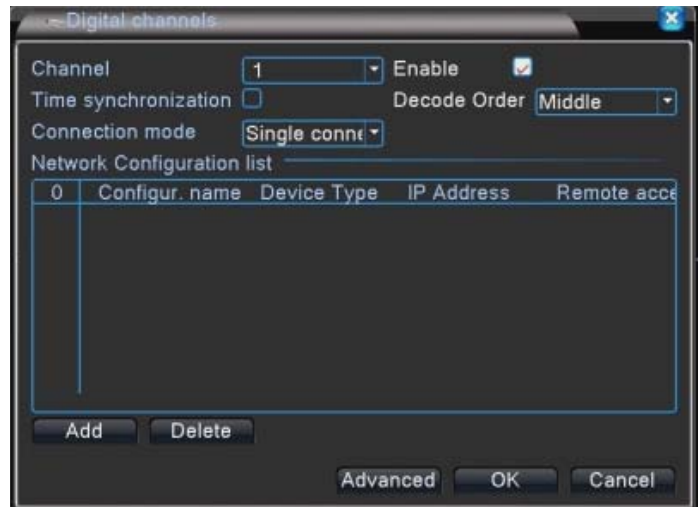 Digital channels
Channel 1 Enable
Time synchronization Decode Order Middle
Connection mode Single conne
Network Configuration list
0 Configur. name Device Type IP Address Remote acce
Add Delete
Advanced OK Cancel